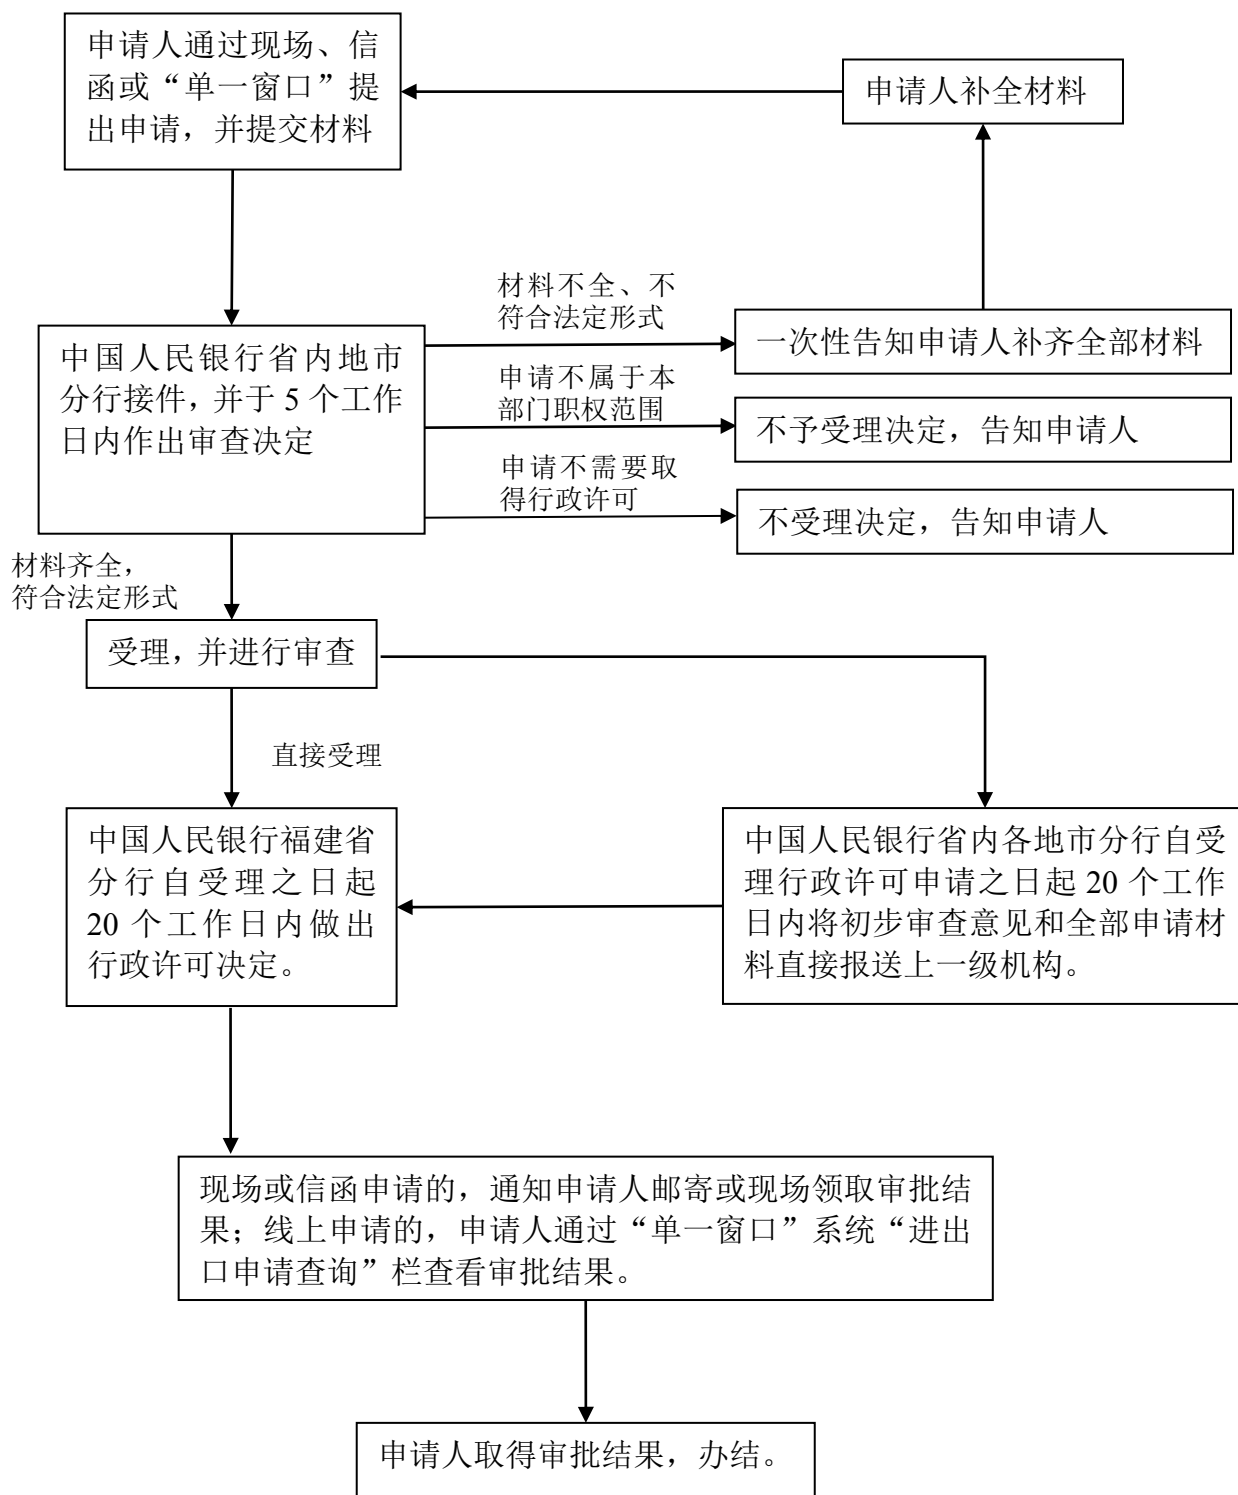 申请人通过现场、信
函或“单一窗口”提
出申请，并提交材料
申请人补全材料
材料不全、不
符合法定形式
中国人民银行省内地市
分行接件，并于 5 个工作
日内作出审查决定
一次性告知申请人补齐全部材料
申请不属于本
部门职权范围
不予受理决定，告知申请人
申请不需要取
得行政许可
不受理决定，告知申请人
材料齐全，
符合法定形式
受理，并进行审查
直接受理
中国人民银行福建省
分行自受理之日起
20 个工作日内做出
行政许可决定。
中国人民银行省内各地市分行自受
理行政许可申请之日起 20 个工作
日内将初步审查意见和全部申请材
料直接报送上一级机构。
现场或信函申请的，通知申请人邮寄或现场领取审批结
果；线上申请的，申请人通过“单一窗口”系统“进出
口申请查询”栏查看审批结果。
申请人取得审批结果，办结。